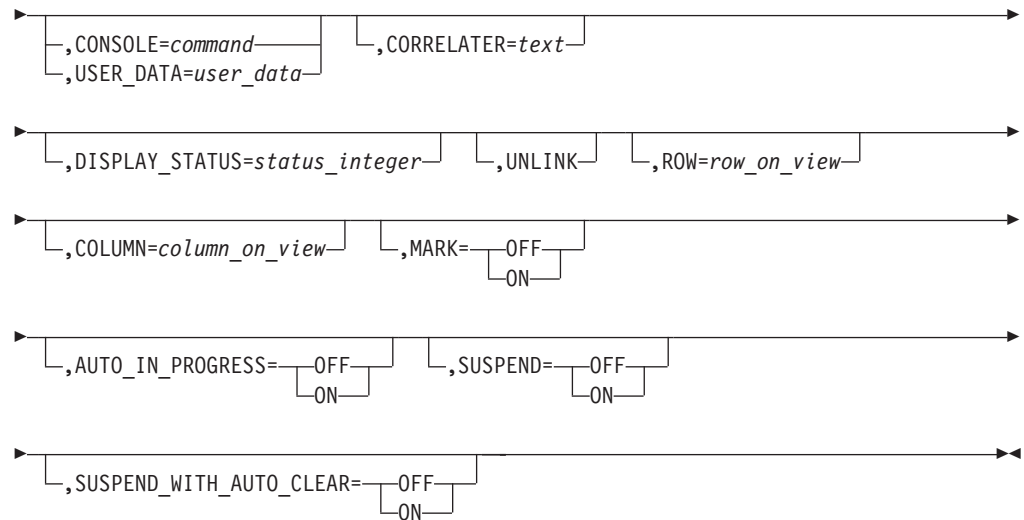 ,CONSOLE=command ,CORRELATER=text
,USER_DATA=user_data
,DISPLAY_STATUS=status_integer ,UNLINK ,ROW=row_on_view
,COLUMN=column_on_view ,MARK= OFF
ON
,AUTO_IN_PROGRESS= OFF ,SUSPEND= OFF
ON ON
,SUSPEND_WITH_AUTO_CLEAR= OFF
ON